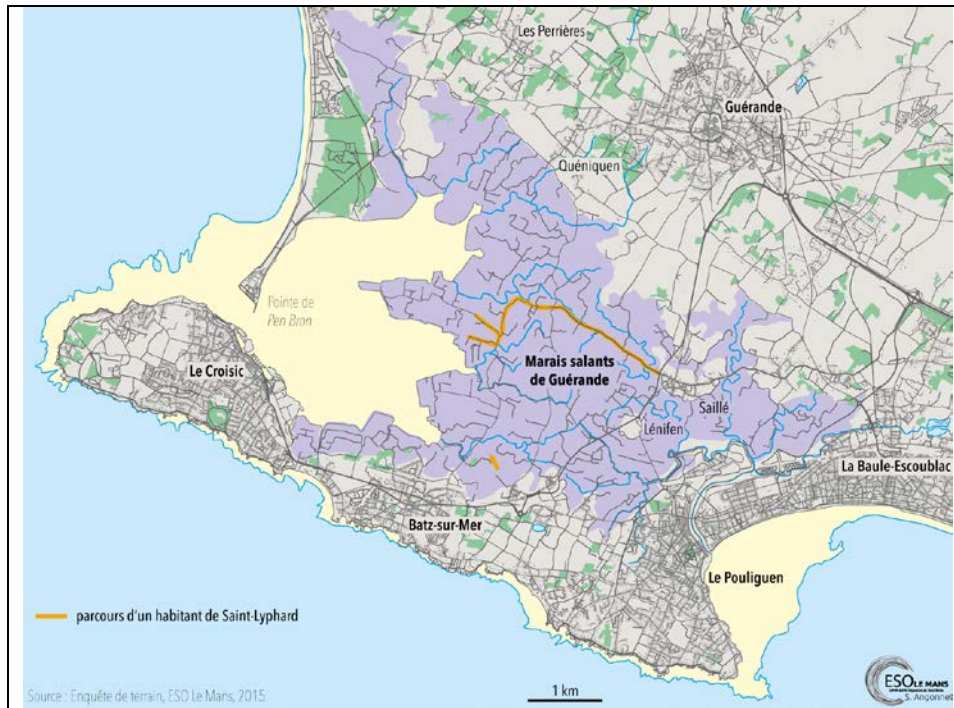 Les Perrières
Guérande
Quéniquen
Pointe de
Pen Bron
Marais salants
de Guérande
Le Croisic
Saillé
Lénifen
La Baule-Escoublac
Batz-sur-Mer
Le Pouliguen
parcours d'un habitant de Saint-Lyphard
Source : Enquête de terrain, ESO Le Mans, 2015.
1 km
ESO LE MANS
S. Angonnet